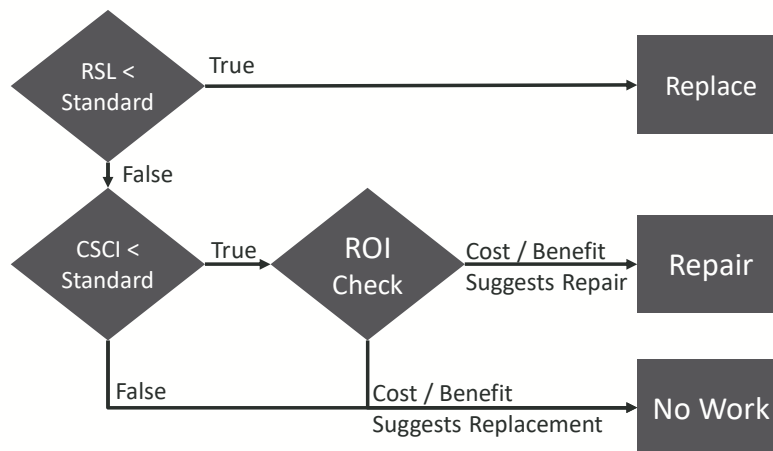 RSL <
Standard
True
Replace
False
CSCI <
Standard
True
ROI
Check
Cost / Benefit
Suggests Repair
Repair
False
Cost / Benefit
Suggests Replacement
No Work